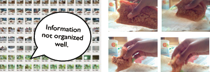 Information
not organized
well.